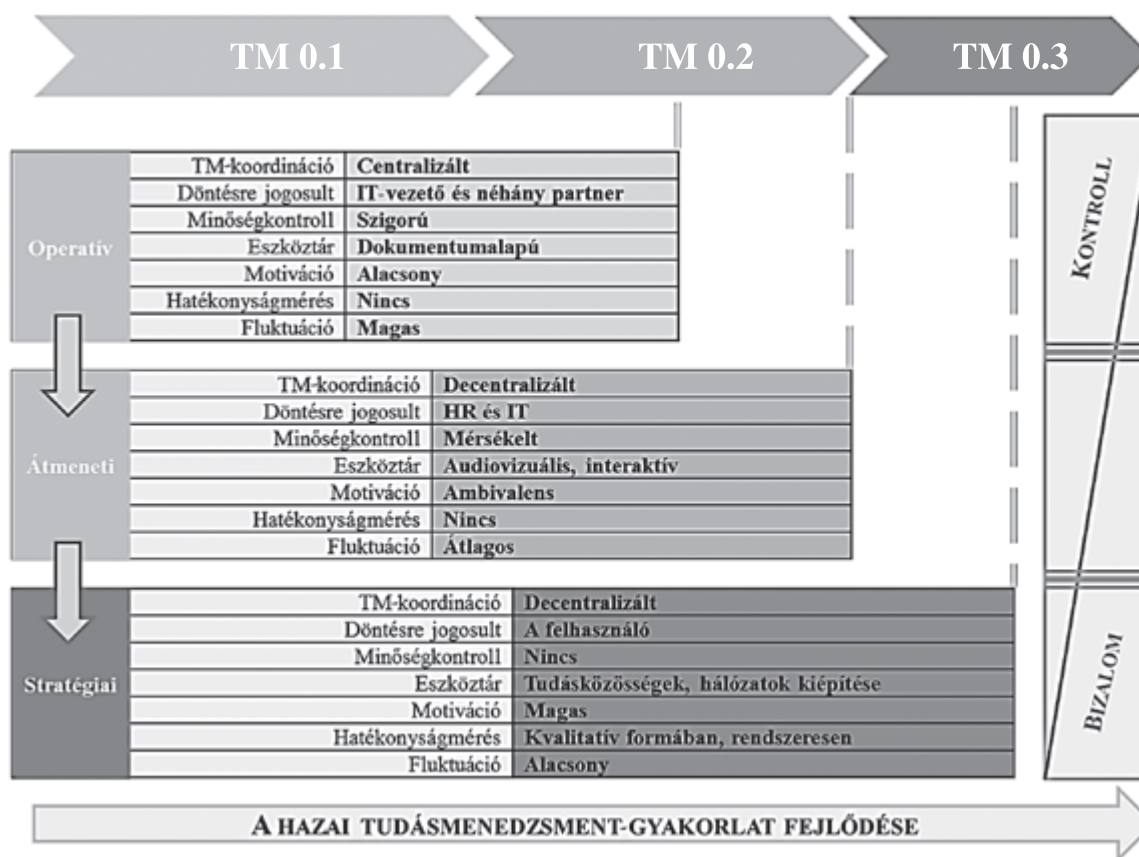 TM 0.1
TM 0.2
TM 0.3
Operatív
TM-koordináció Centralizált
Döntésre jogosult IT-vezető és néhány partner
Minőségkontroll Szigorú
Eszköztár Dokumentumalapú
Motiváció Alacsony
Hatékonyságmérés Nincs
Fluktuáció Magas
Átmeneti
TM-koordináció Decentralizált
Döntésre jogosult HR és IT
Minőségkontroll Mérsékelt
Eszköztár Audiovizuális, interaktív
Motiváció Ambivalens
Hatékonyságmérés Nincs
Fluktuáció Átlagos
Stratégiai
TM-koordináció Decentralizált
Döntésre jogosult A felhasználó
Minőségkontroll Nincs
Eszköztár Tudásközösségek, hálózatok kiépítése
Motiváció Magas
Hatékonyságmérés Kvalitatív formában, rendszeresen
Fluktuáció Alacsony
KONTROLL
BIZALOM
A HAZAI TUDÁSMENEDZSMENT-GYAKORLAT FEJLŐDÉSE